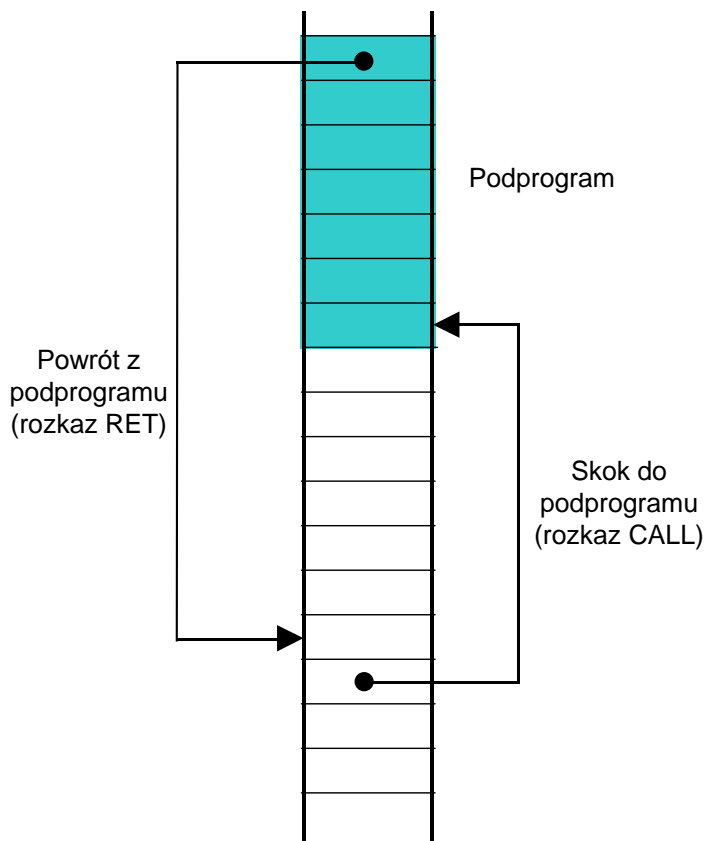 Podprogram
Powrót z
podprogramu
(rozkaz RET)
Skok do
podprogramu
(rozkaz CALL)